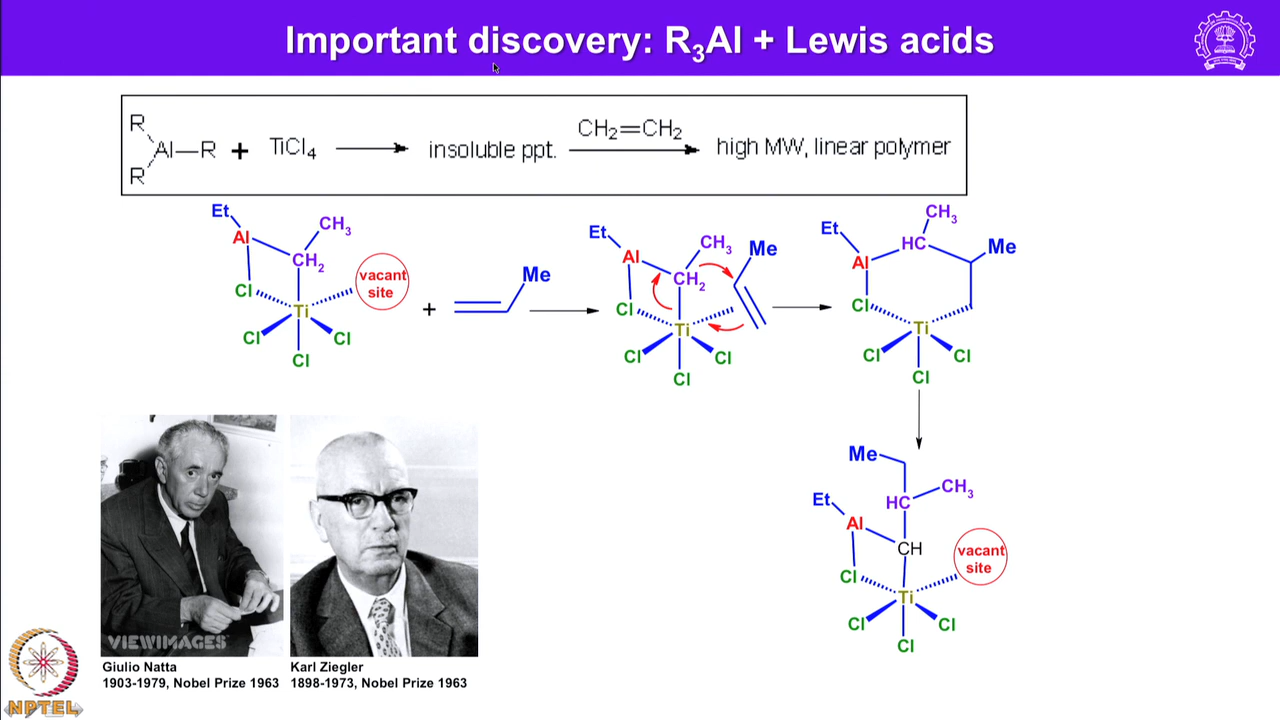 Important discovery: R₃Al + Lewis acids
R
Al—R + TiCl₄
R
insoluble ppt.
CH₂=CH₂
high MW, linear polymer
Et
Al
CH₃
CH₂
Cl
vacant
site
Ti
Cl
Cl
Cl
+
Me
Et
Al
CH₃
Me
CH₂
Cl
Ti
Cl
Cl
Cl
CH₃
Et
HC
Me
Al
Cl
Ti
Cl
Cl
Cl
Me
CH₃
HC
Et
Al
CH
vacant
site
Cl
Ti
Cl
Cl
Cl
VIEWIMAGES
Giulio Natta
1903-1979, Nobel Prize 1963
Karl Ziegler
1898-1973, Nobel Prize 1963
NPTEL